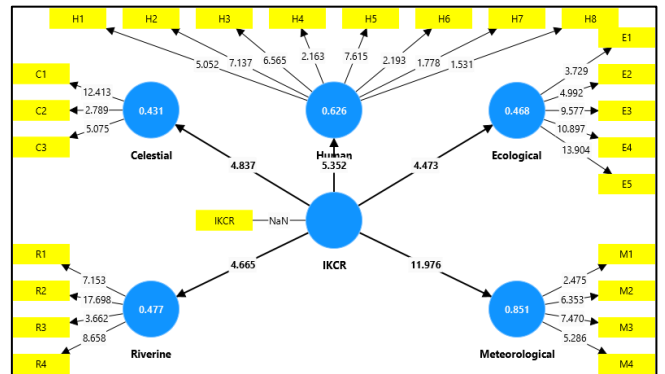 H1 H2 H3 H4 H5 H6 H7 H8
5.052 7.137 6.565 2.163 7.615 2.193 1.778 1.531
E1
E2
E3
E4
E5
3.729
4.992
9.577
10.897
13.904
C1
C2
C3
12.413
2.789
5.075
0.431
Celestial
0.626
Human
0.468
Ecological
4.837
5.352
4.473
IKCR
NaN
IKCR
4.665
11.976
R1
R2
R3
R4
7.153
17.698
3.662
8.658
0.477
Riverine
0.851
Meteorological
2.475
6.353
7.470
5.286
M1
M2
M3
M4